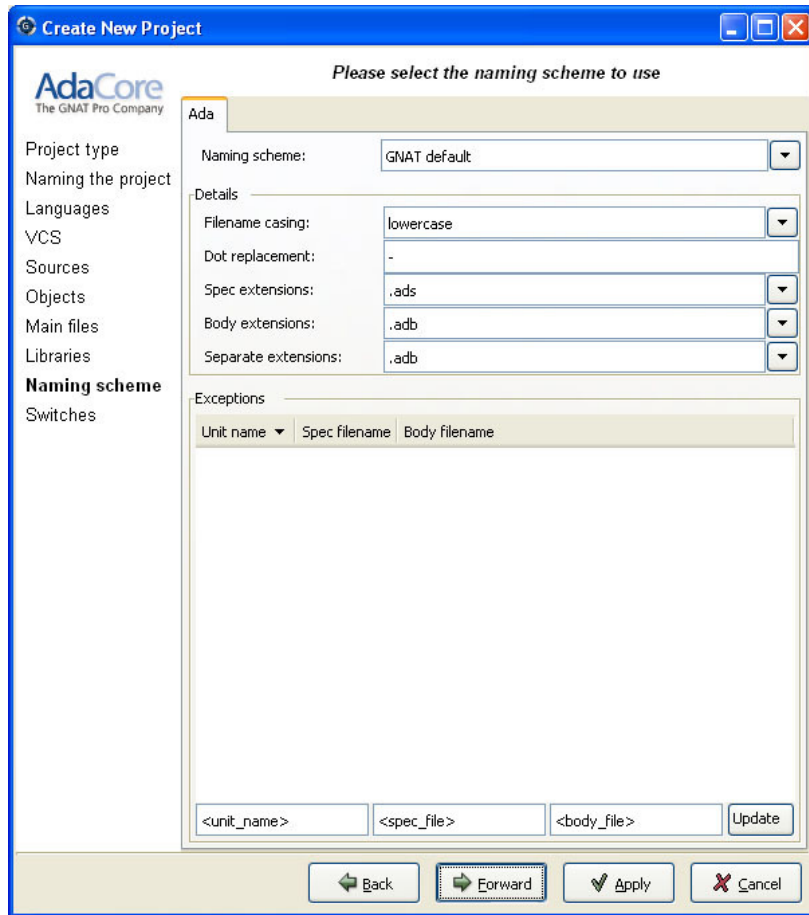 Create New Project
AdaCore
The GNAT Pro Company
Please select the naming scheme to use
Project type
Naming the project
Languages
VCS
Sources
Objects
Main files
Libraries
Naming scheme
Switches
Ada
Naming scheme: GNAT default
Details
Filename casing: lowercase
Dot replacement: -
Spec extensions: .ads
Body extensions: .adb
Separate extensions: .adb
Exceptions
Unit name Spec filename Body filename
<unit_name> <spec_file> <body_file> Update
Back Forward Apply Cancel